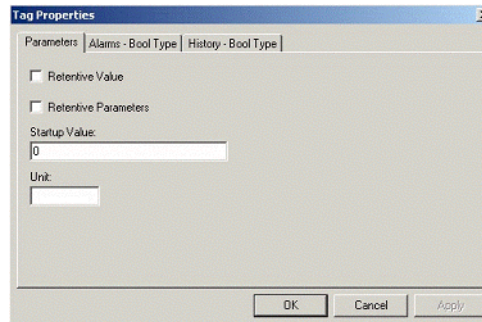 Tag Properties
Parameters Alarms - Bool Type History - Bool Type
Retentive Value
Retentive Parameters
Startup Value:
0
Unit:
OK Cancel Apply